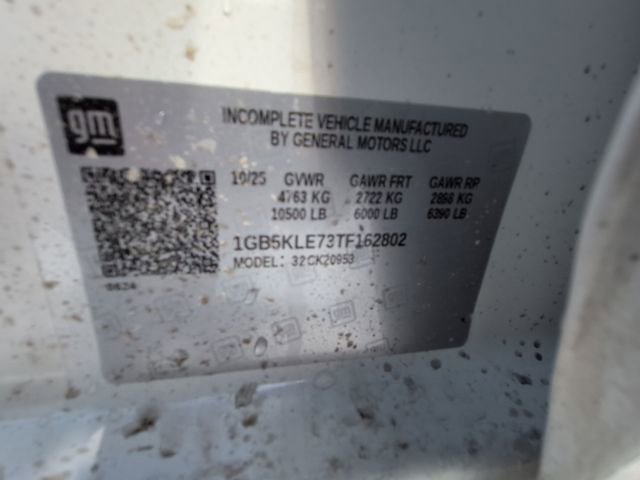 gm
INCOMPLETE VEHICLE MANUFACTURED
BY GENERAL MOTORS LLC
10/25 GVWR GAWR FRT GAWR RR
4763 KG 2722 KG 2898 KG
10500 LB 6000 LB 6390 LB
1GB5KLE73TF162802
MODEL: 32CK20953